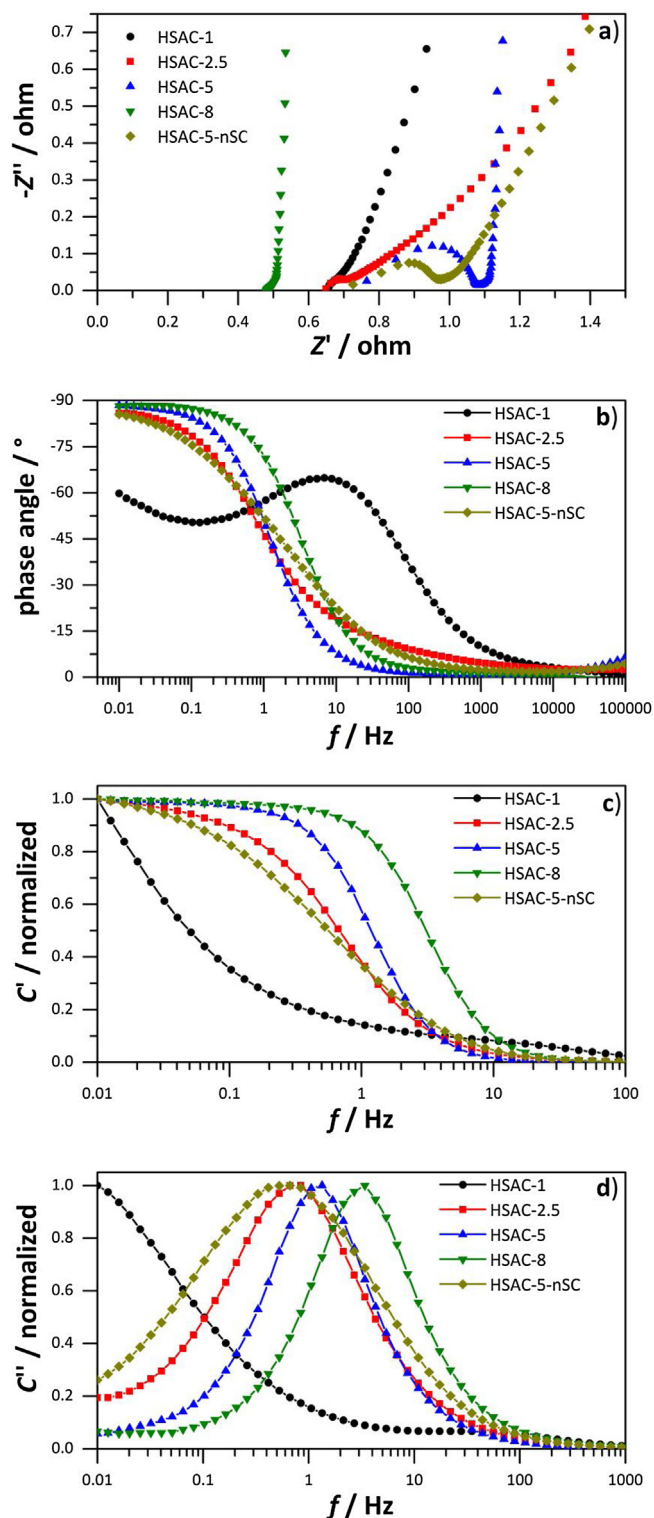 a)
HSAC-1
HSAC-2.5
HSAC-5
HSAC-8
HSAC-5-nSC
-Z'' / ohm
0.7
0.6
0.5
0.4
0.3
0.2
0.1
0.0
0.0 0.2 0.4 0.6 0.8 1.0 1.2 1.4
Z' / ohm
b)
HSAC-1
HSAC-2.5
HSAC-5
HSAC-8
HSAC-5-nSC
phase angle / °
-90
-75
-60
-45
-30
-15
0
0.01 0.1 1 10 100 1000 10000 100000
f / Hz
c)
HSAC-1
HSAC-2.5
HSAC-5
HSAC-8
HSAC-5-nSC
C' / normalized
1.0
0.8
0.6
0.4
0.2
0.0
0.01 0.1 1 10 100
f / Hz
d)
HSAC-1
HSAC-2.5
HSAC-5
HSAC-8
HSAC-5-nSC
C'' / normalized
1.0
0.8
0.6
0.4
0.2
0.0
0.01 0.1 1 10 100 1000
f / Hz